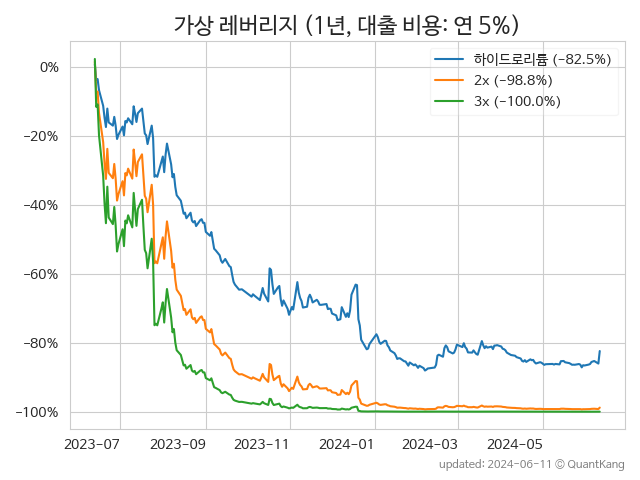 가상 레버리지 (1년, 대출 비용: 연 5%)
하이드로리튬 (−82.5%)
2x (−98.8%)
3x (−100.0%)
0%
−20%
−40%
−60%
−80%
−100%
2023-07 2023-09 2023-11 2024-01 2024-03 2024-05
updated: 2024-06-11 © QuantKang